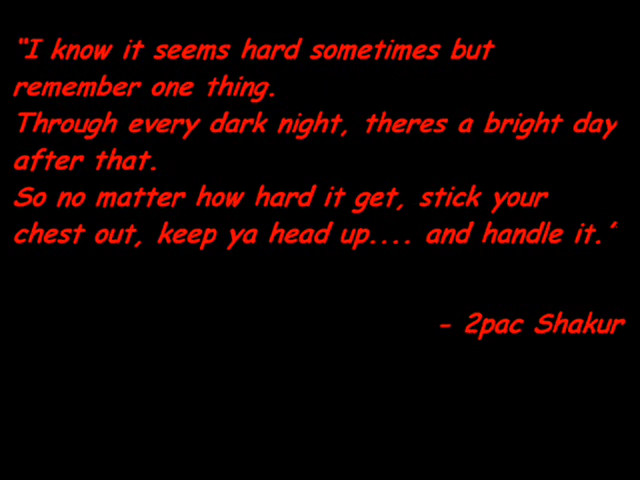 "I know it seems hard sometimes but
remember one thing.
Through every dark night, theres a bright day
after that.
So no matter how hard it get, stick your
chest out, keep ya head up.... and handle it.´
- 2pac Shakur